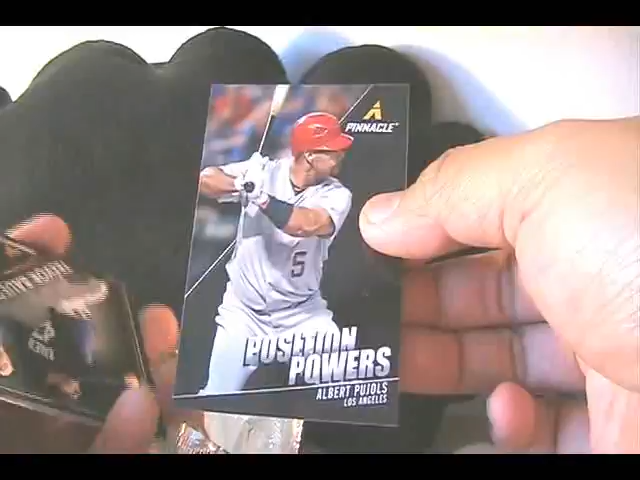 PINNACLE
5
POSITION
POWERS
ALBERT PUJOLS
LOS ANGELES